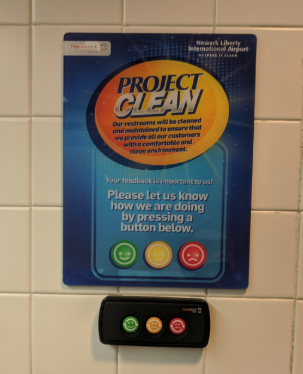 Newark Liberty
International Airport
PROJECT
CLEAN
Our restrooms will be cleaned
and maintained to ensure that
we provide all our customers
with a comfortable and
clean environment.
Your feedback is important to us!
Please let us know
how we are doing
by pressing a
button below.